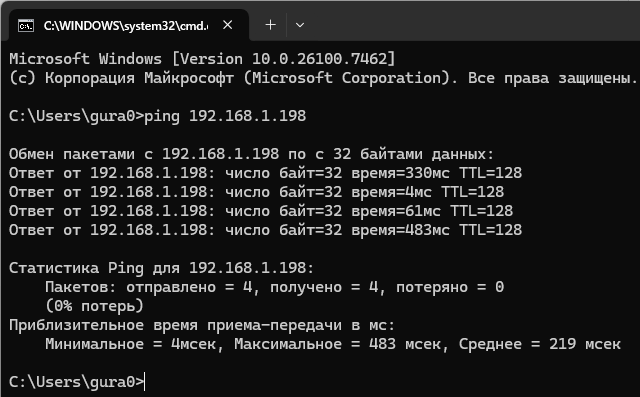 C:\WINDOWS\system32\cmd.
Microsoft Windows [Version 10.0.26100.7462]
(c) Корпорация Майкрософт (Microsoft Corporation). Все права защищены.
C:\Users\gura0>ping 192.168.1.198
Обмен пакетами с 192.168.1.198 по с 32 байтами данных:
Ответ от 192.168.1.198: число байт=32 время=330мс TTL=128
Ответ от 192.168.1.198: число байт=32 время=4мс TTL=128
Ответ от 192.168.1.198: число байт=32 время=61мс TTL=128
Ответ от 192.168.1.198: число байт=32 время=483мс TTL=128
Статистика Ping для 192.168.1.198:
Пакетов: отправлено = 4, получено = 4, потеряно = 0
(0% потерь)
Приблизительное время приема-передачи в мс:
Минимальное = 4мсек, Максимальное = 483 мсек, Среднее = 219 мсек
C:\Users\gura0>